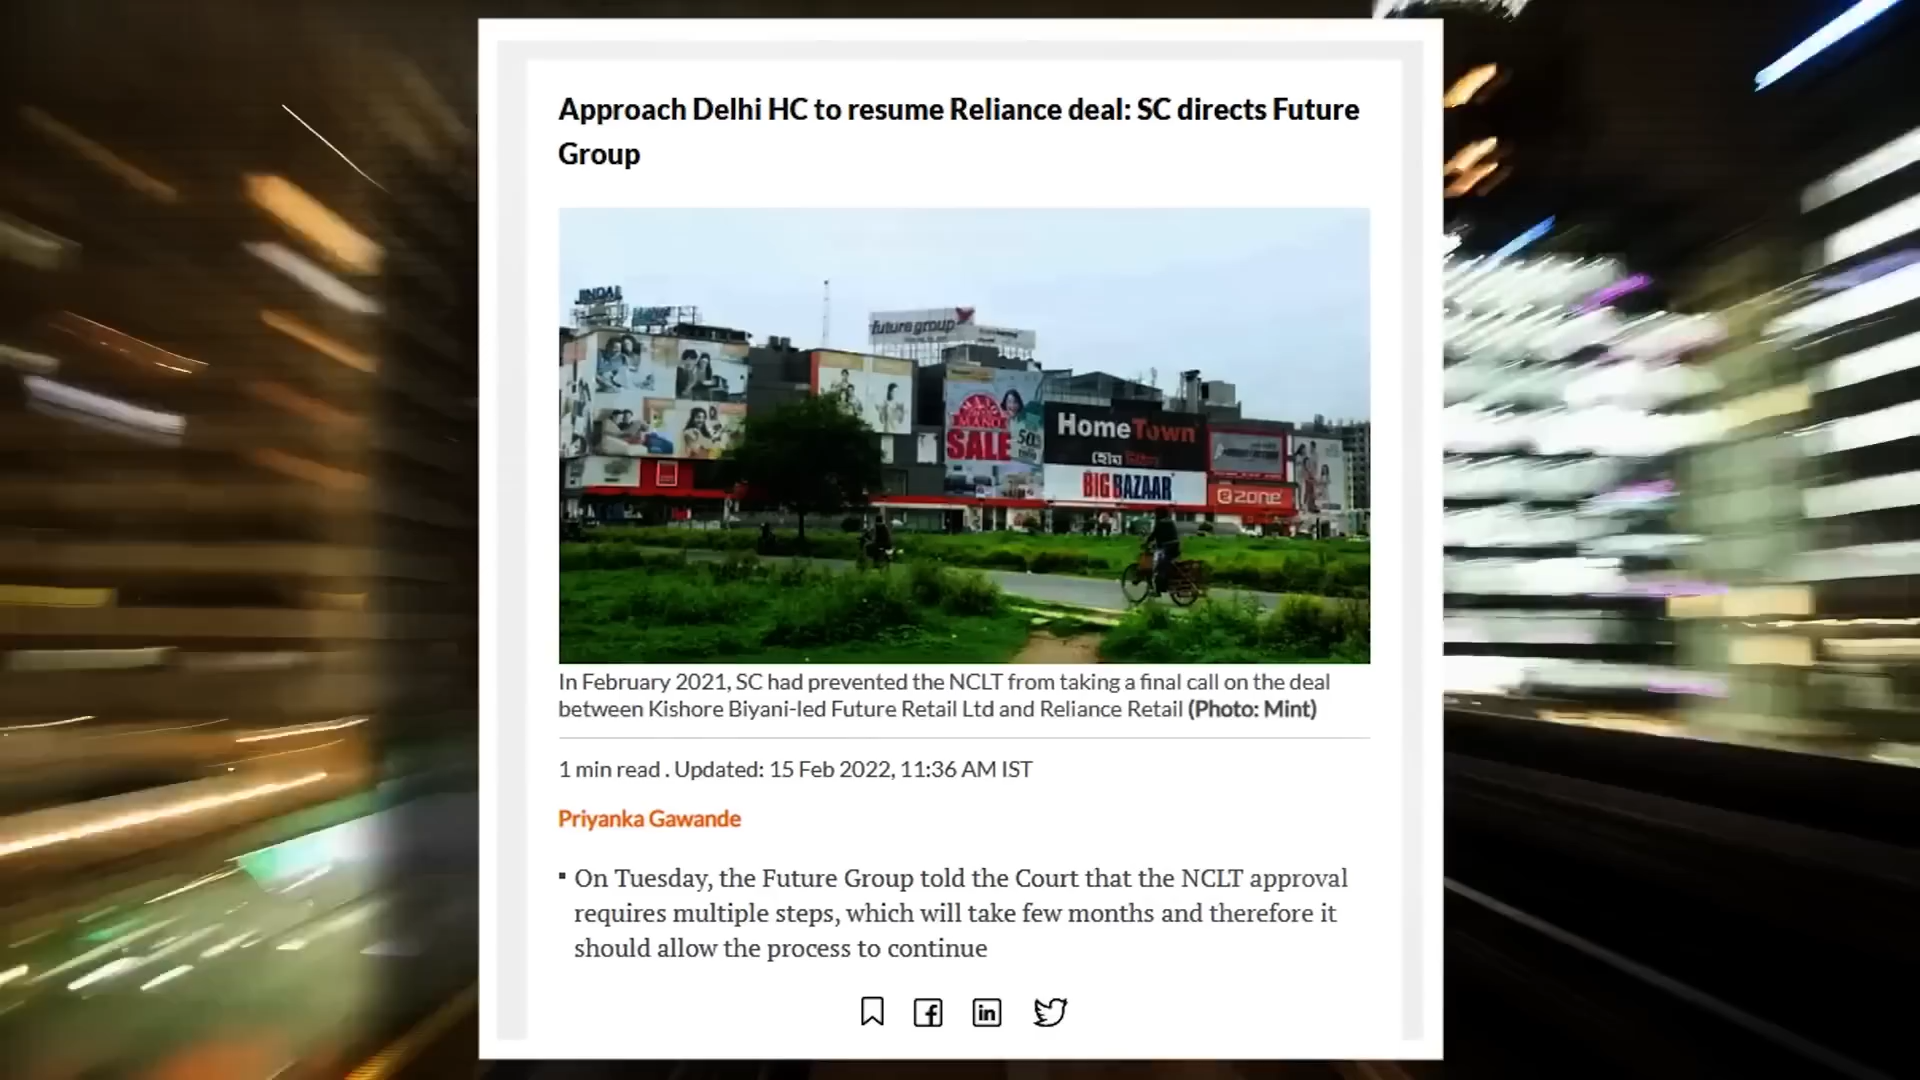 Approach Delhi HC to resume Reliance deal: SC directs Future
Group
JINDAL
future group
SALE
50%
HomeTown
হোম টাউন
BIG BAZAAR
ezone
In February 2021, SC had prevented the NCLT from taking a final call on the deal
between Kishore Biyani-led Future Retail Ltd and Reliance Retail (Photo: Mint)
1 min read . Updated: 15 Feb 2022, 11:36 AM IST
Priyanka Gawande
▪ On Tuesday, the Future Group told the Court that the NCLT approval
requires multiple steps, which will take few months and therefore it
should allow the process to continue